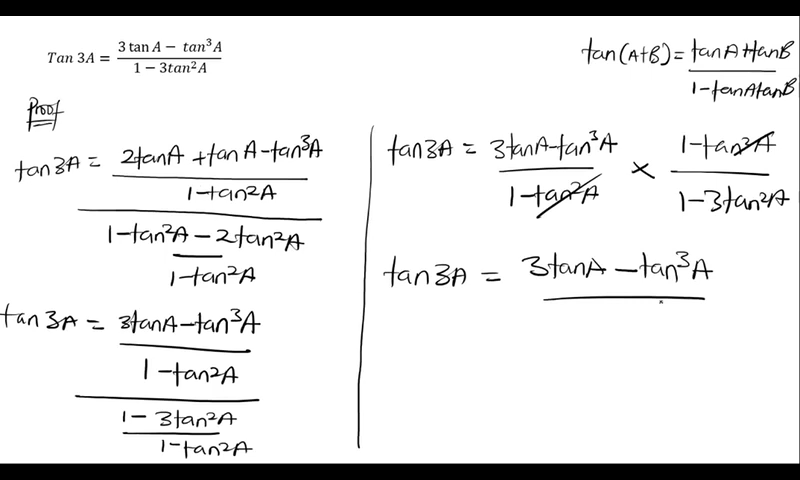 Tan 3A = (3 tan A − tan³A)/(1 − 3tan²A)
tan(A+B) = (tanA+tanB)/(1-tanAtanB)
Proof
tan3A = ((2tanA + tanA - tan³A)/(1-tan²A))/((1-tan²A - 2tan²A)/(1-tan²A))
tan3A = ((3tanA - tan³A)/(1-tan²A))/((1-3tan²A)/(1-tan²A))
tan3A = (3tanA-tan³A)/(1-tan²A) × (1-tan²A)/(1-3tan²A)
tan3A = 3tanA - tan³A